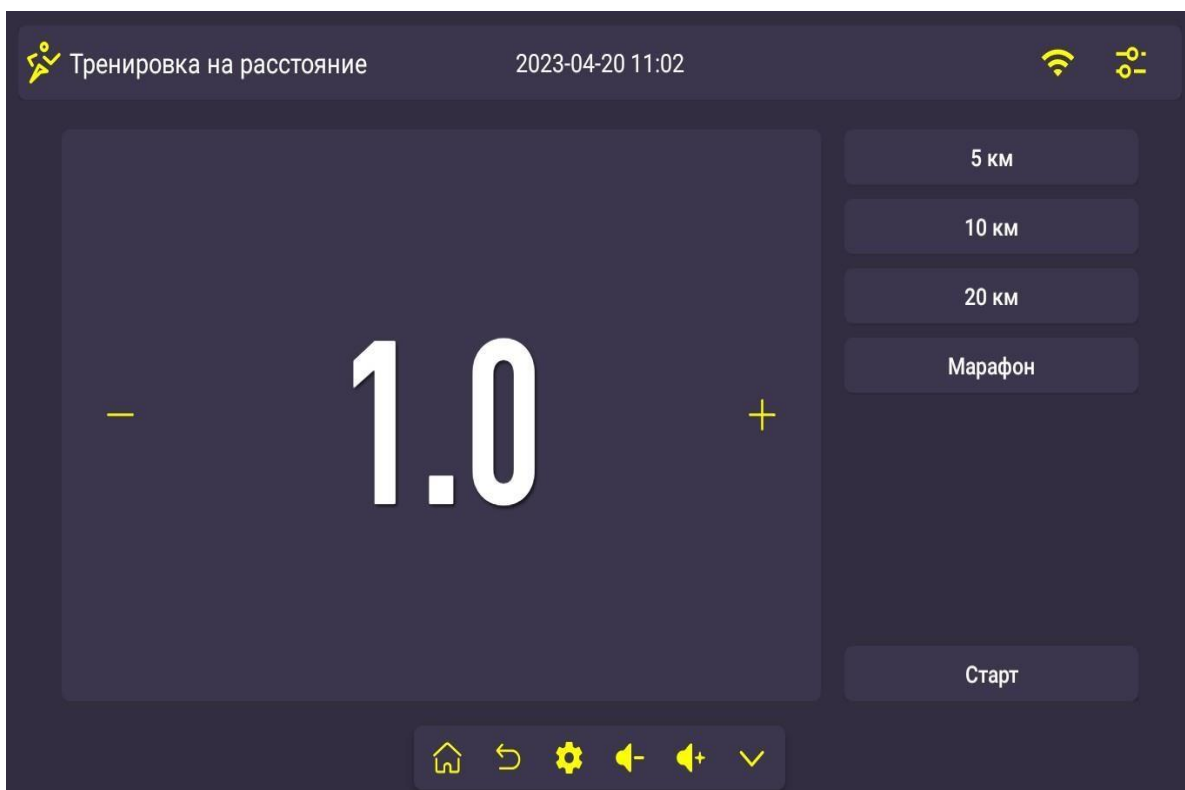 Тренировка на расстояние
2023-04-20 11:02
5 км
10 км
20 км
Марафон
1.0
Старт